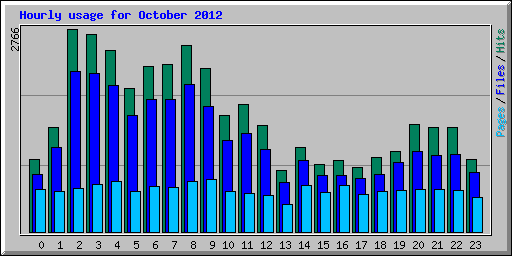 Hourly usage for October 2012
2766
Pages / Files / Hits
0 1 2 3 4 5 6 7 8 9 10 11 12 13 14 15 16 17 18 19 20 21 22 23